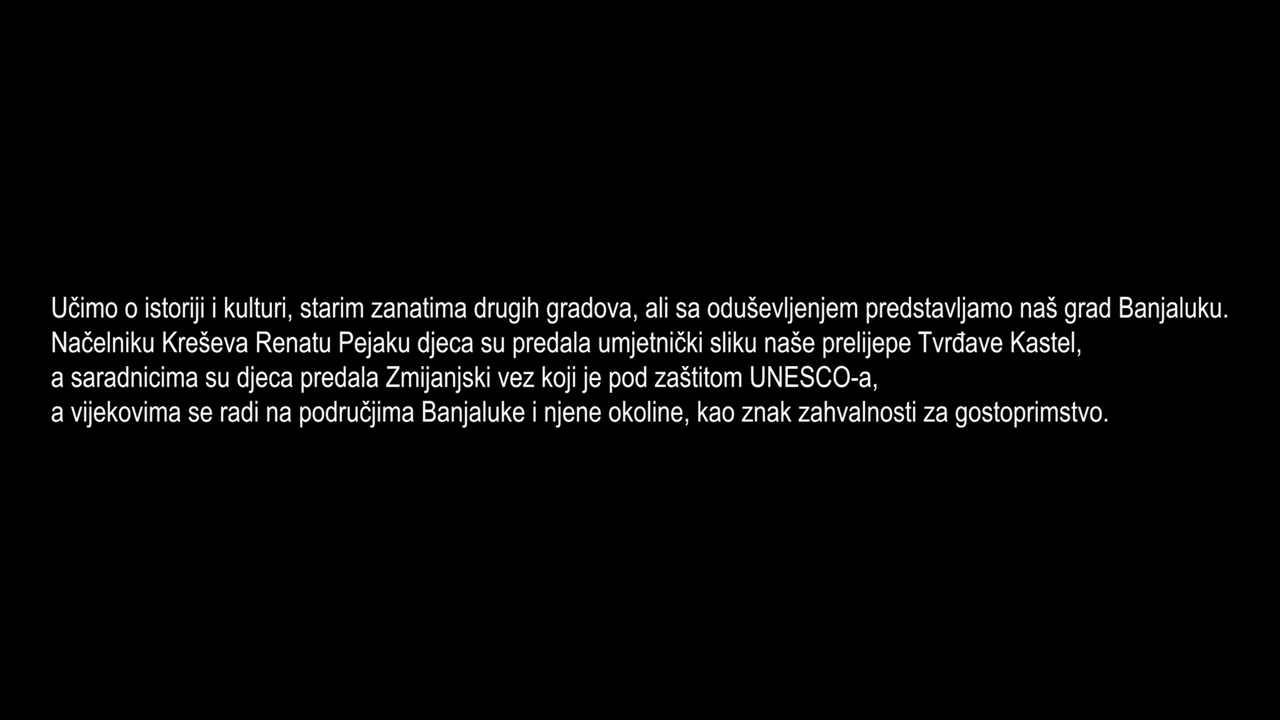 Učimo o istoriji i kulturi, starim zanatima drugih gradova, ali sa oduševljenjem predstavljamo naš grad Banjaluku.
Načelniku Kreševa Renatu Pejaku djeca su predala umjetnički sliku naše prelijepe Tvrđave Kastel,
a saradnicima su djeca predala Zmijanjski vez koji je pod zaštitom UNESCO-a,
a vijekovima se radi na područjima Banjaluke i njene okoline, kao znak zahvalnosti za gostoprimstvo.